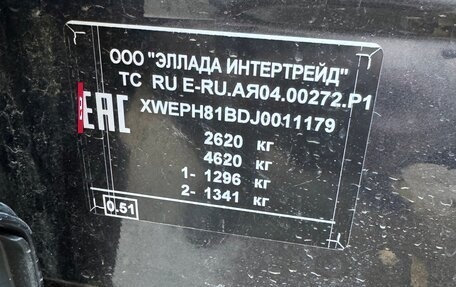 ООО "ЭЛЛАДА ИНТЕРТРЕЙД"
ТС RU E-RU.АЯ04.00272.Р1
EAC
XWEPH81BDJ0011179
2620 кг
4620 кг
1- 1296 кг
2- 1341 кг
0.51